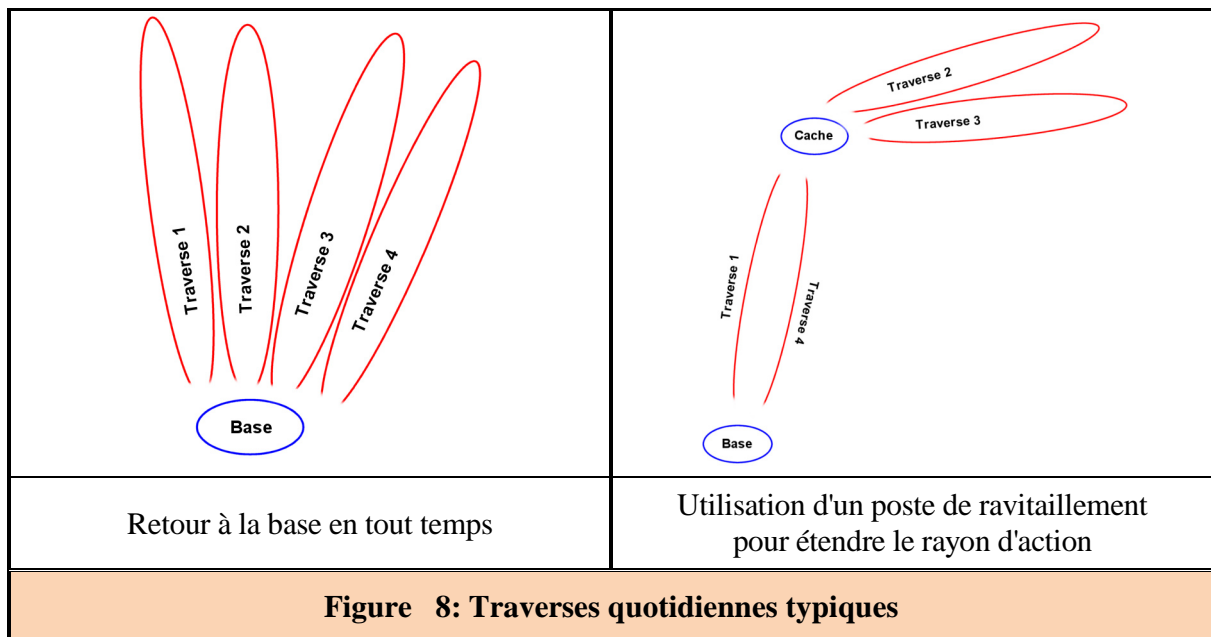 Traverse 1
Traverse 2
Traverse 3
Traverse 4
Base
Traverse 2
Traverse 3
Cache
Traverse 1
Traverse 4
Base
Retour à la base en tout temps
Utilisation d'un poste de ravitaillement
pour étendre le rayon d'action
Figure 8: Traverses quotidiennes typiques